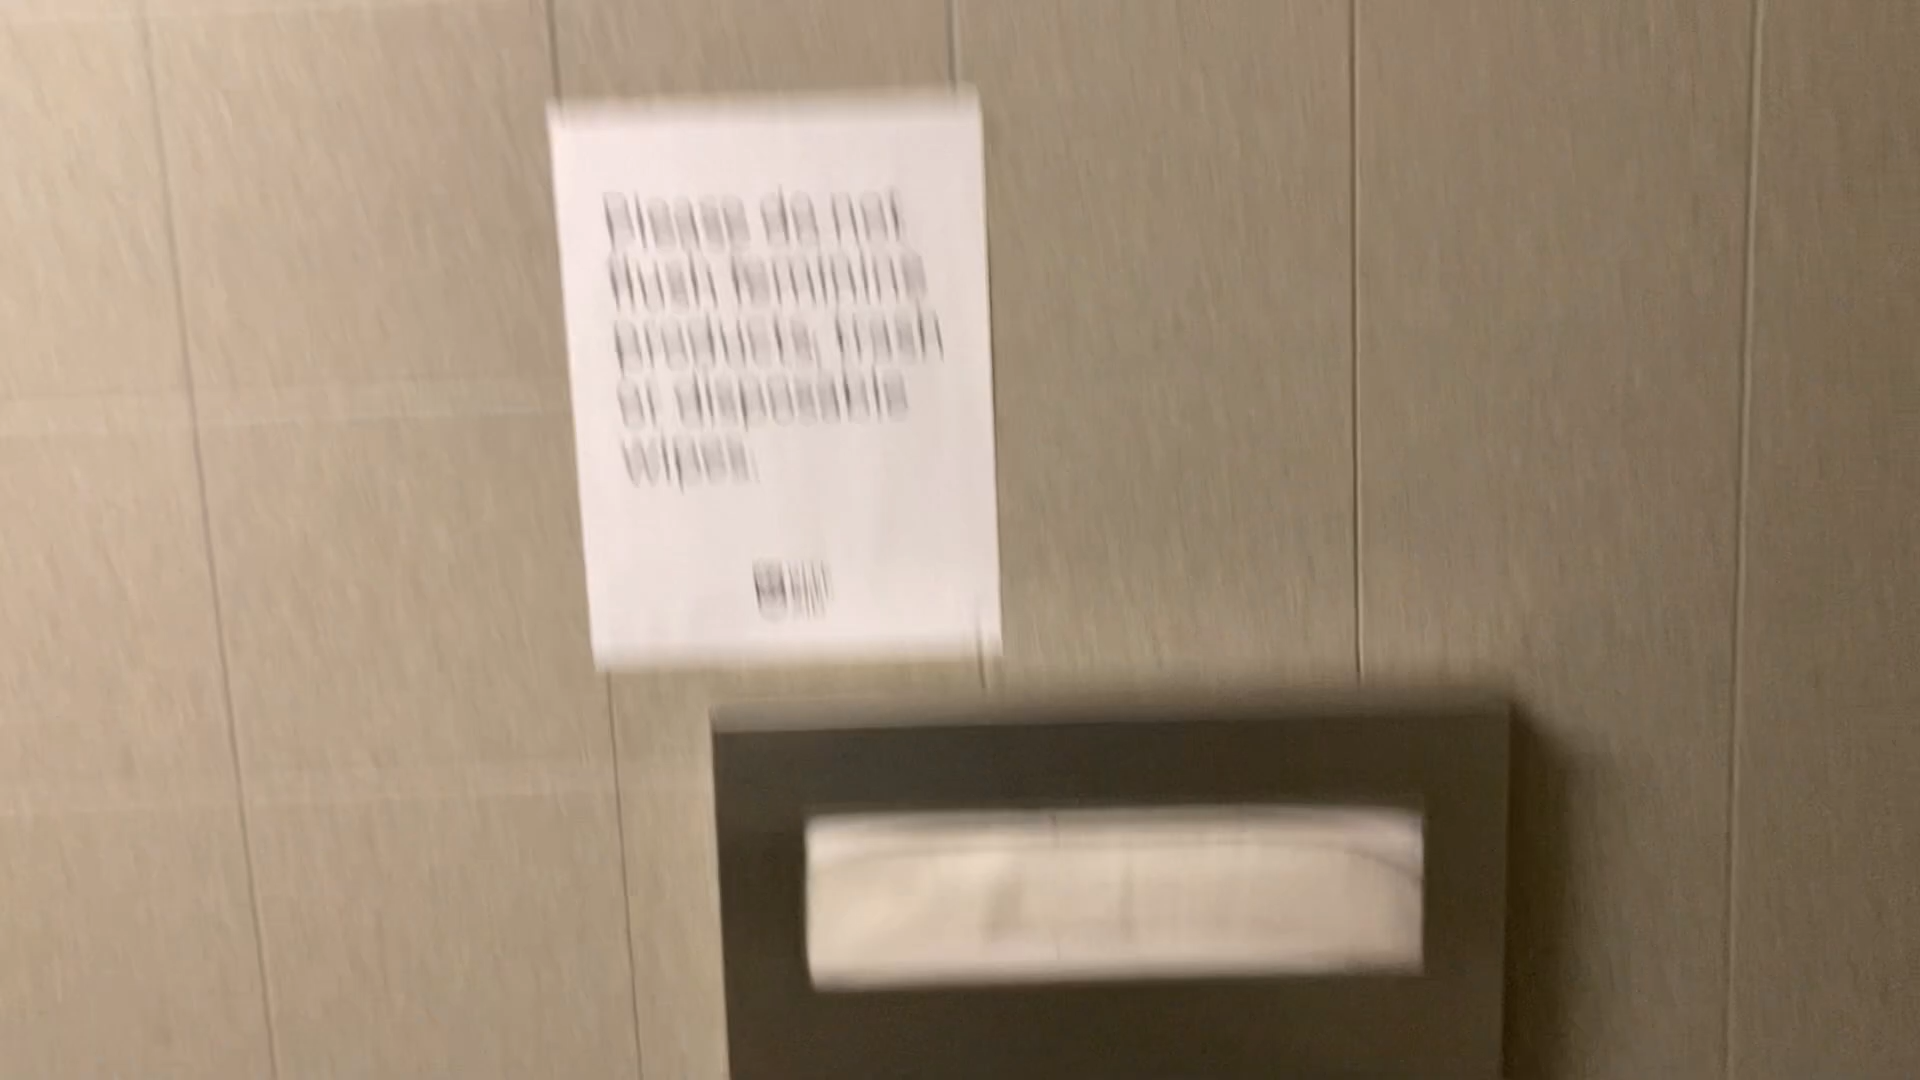 Please do not
flush feminine
products, trash
or disposable
wipes.